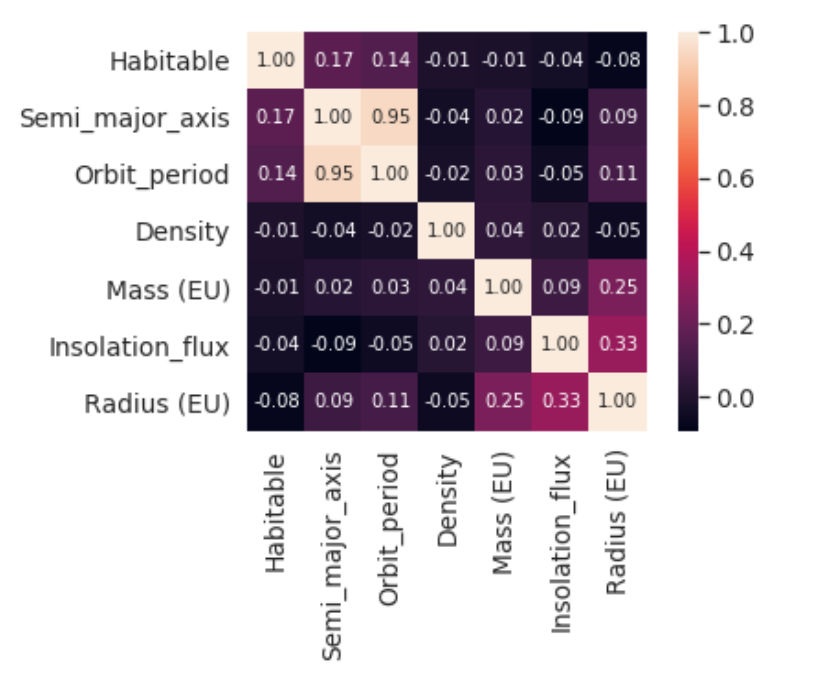 Habitable 1.00 0.17 0.14 -0.01 -0.01 -0.04 -0.08
Semi_major_axis 0.17 1.00 0.95 -0.04 0.02 -0.09 0.09
Orbit_period 0.14 0.95 1.00 -0.02 0.03 -0.05 0.11
Density -0.01 -0.04 -0.02 1.00 0.04 0.02 -0.05
Mass (EU) -0.01 0.02 0.03 0.04 1.00 0.09 0.25
Insolation_flux -0.04 -0.09 -0.05 0.02 0.09 1.00 0.33
Radius (EU) -0.08 0.09 0.11 -0.05 0.25 0.33 1.00
Habitable
Semi_major_axis
Orbit_period
Density
Mass (EU)
Insolation_flux
Radius (EU)
1.0
0.8
0.6
0.4
0.2
0.0